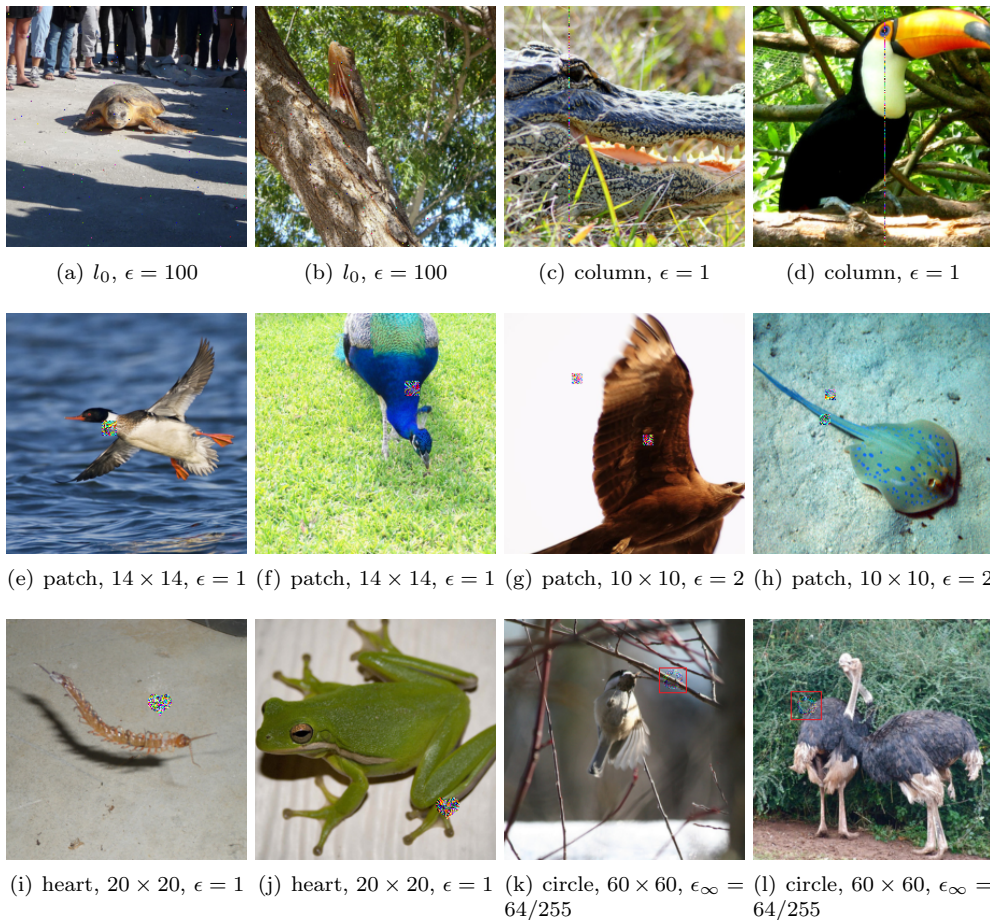 (a) l₀, ϵ = 100
(b) l₀, ϵ = 100
(c) column, ϵ = 1
(d) column, ϵ = 1
(e) patch, 14 × 14, ϵ = 1
(f) patch, 14 × 14, ϵ = 1
(g) patch, 10 × 10, ϵ = 2
(h) patch, 10 × 10, ϵ = 2
(i) heart, 20 × 20, ϵ = 1
(j) heart, 20 × 20, ϵ = 1
(k) circle, 60 × 60, ϵ∞ =
64/255
(l) circle, 60 × 60, ϵ∞ =
64/255